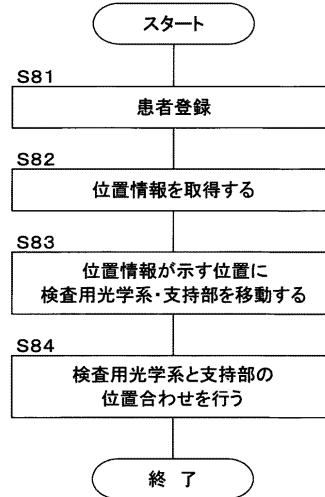 スタート
S81
患者登録
S82
位置情報を取得する
S83
位置情報が示す位置に
検査用光学系・支持部を移動する
S84
検査用光学系と支持部の
位置合わせを行う
終 了